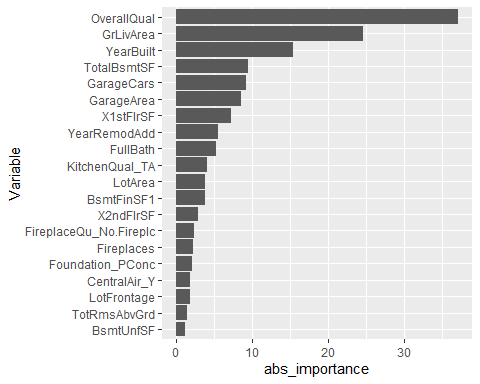 OverallQual
GrLivArea
YearBuilt
TotalBsmtSF
GarageCars
GarageArea
X1stFlrSF
YearRemodAdd
FullBath
KitchenQual_TA
LotArea
BsmtFinSF1
X2ndFlrSF
FireplaceQu_No.Fireplc
Fireplaces
Foundation_PConc
CentralAir_Y
LotFrontage
TotRmsAbvGrd
BsmtUnfSF
Variable
0 10 20 30
abs_importance